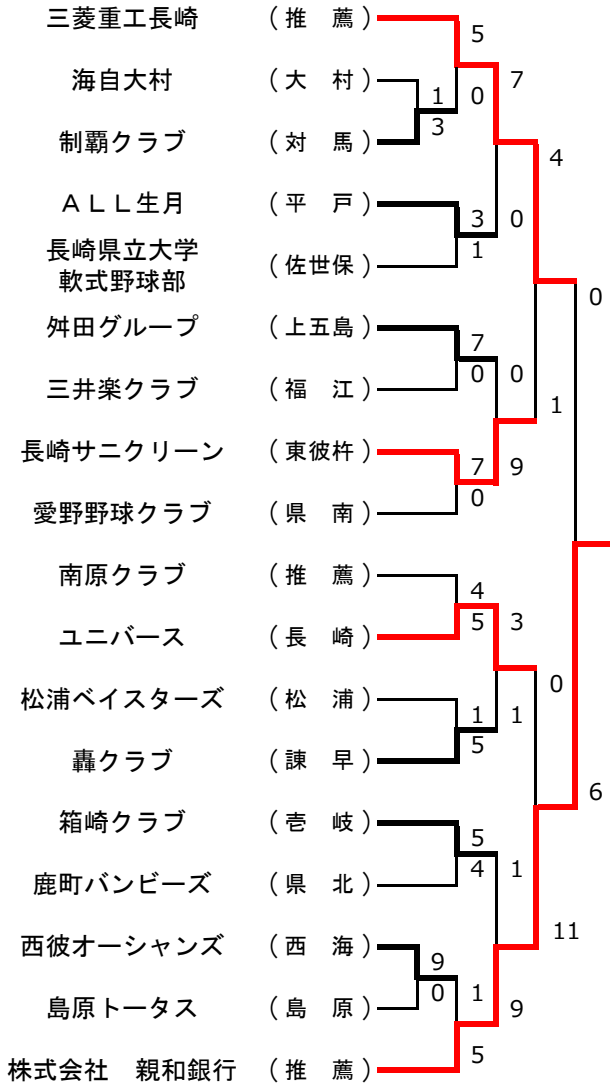 三菱重工長崎 (推 薦)
5
海自大村 (大 村)
1 0 7
制覇クラブ (対 馬)
3
4
ALL生月 (平 戸)
3 0
長崎県立大学
軟式野球部 (佐世保)
1
0
舛田グループ (上五島)
7
三井楽クラブ (福 江)
0 0
1
長崎サニクリーン (東彼杵)
7 9
愛野野球クラブ (県 南)
0
南原クラブ (推 薦)
4
ユニバース (長 崎)
5 3
0
松浦ベイスターズ (松 浦)
1 1
轟クラブ (諫 早)
5
6
箱崎クラブ (壱 岐)
5
鹿町バンビーズ (県 北)
4 1
11
西彼オーシャンズ (西 海)
9
島原トータス (島 原)
0 1 9
株式会社 親和銀行 (推 薦)
5